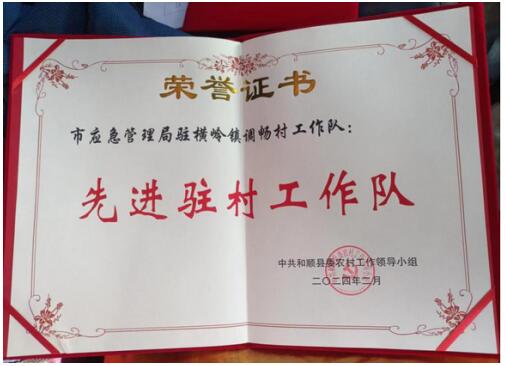 荣誉证书
市应急管理局驻横岭镇调畅村工作队：
先进驻村工作队
中共和顺县委农村工作领导小组
二〇二四年二月